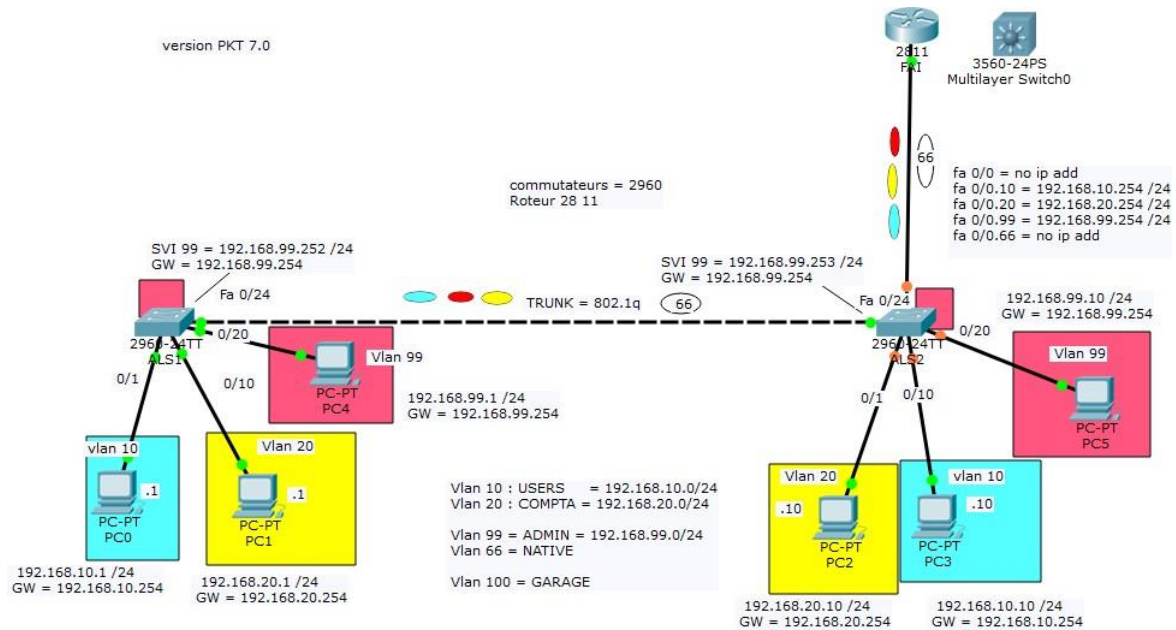 version PKT 7.0
2811
FAI
3560-24PS
Multilayer Switch0
66
fa 0/0 = no ip add
fa 0/0.10 = 192.168.10.254 /24
fa 0/0.20 = 192.168.20.254 /24
fa 0/0.99 = 192.168.99.254 /24
fa 0/0.66 = no ip add
commutateurs = 2960
Roteur 28 11
SVI 99 = 192.168.99.252 /24
GW = 192.168.99.254
SVI 99 = 192.168.99.253 /24
GW = 192.168.99.254
Fa 0/24
TRUNK = 802.1q
66
Fa 0/24
192.168.99.10 /24
GW = 192.168.99.254
0/20
2960-24TT
ALS1
0/20
2960-24TT
ALS2
Vlan 99
PC-PT
PC4
Vlan 99
PC-PT
PC5
0/1
0/10
192.168.99.1 /24
GW = 192.168.99.254
0/1
0/10
vlan 10
.1
PC-PT
PC0
Vlan 20
.1
PC-PT
PC1
Vlan 10 : USERS = 192.168.10.0/24
Vlan 20 : COMPTA = 192.168.20.0/24
Vlan 99 = ADMIN = 192.168.99.0/24
Vlan 66 = NATIVE
Vlan 100 = GARAGE
Vlan 20
.10
PC-PT
PC2
vlan 10
.10
PC-PT
PC3
192.168.10.1 /24
GW = 192.168.10.254
192.168.20.1 /24
GW = 192.168.20.254
192.168.20.10 /24
GW = 192.168.20.254
192.168.10.10 /24
GW = 192.168.10.254